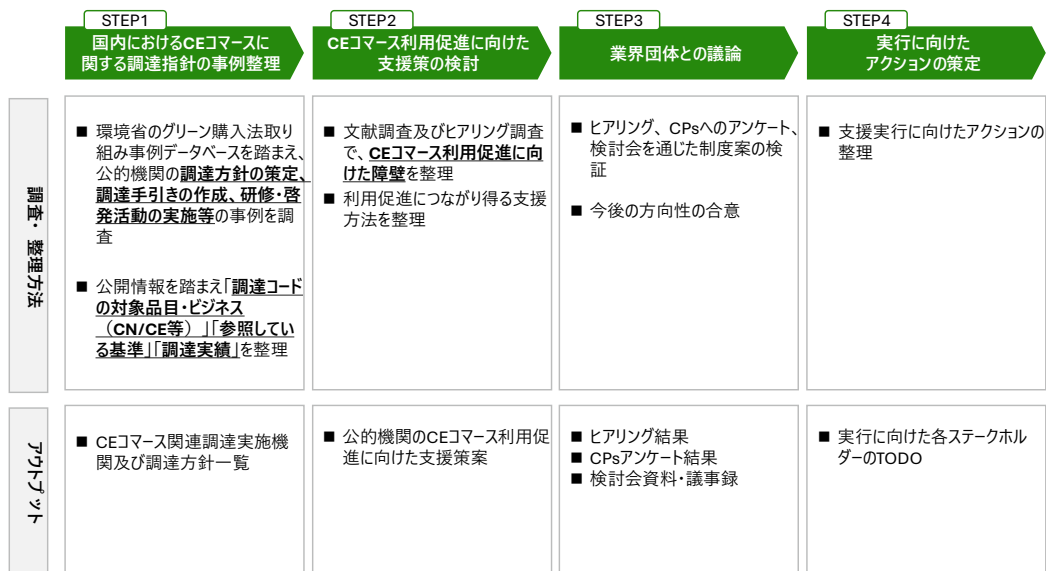 STEP1
国内におけるCEコマースに
関する調達指針の事例整理
STEP2
CEコマース利用促進に向けた
支援策の検討
STEP3
業界団体との議論
STEP4
実行に向けた
アクションの策定
調査・整理方法
■ 環境省のグリーン購入法取り
組み事例データベースを踏まえ、
公的機関の調達方針の策定、
調達手引きの作成、研修・啓
発活動の実施等の事例を調
査
■ 公開情報を踏まえ「調達コード
の対象品目・ビジネス
（CN/CE等）」「参照してい
る基準」「調達実績」を整理
■ 文献調査及びヒアリング調査
で、CEコマース利用促進に向
けた障壁を整理
■ 利用促進につながり得る支援
方法を整理
■ ヒアリング、CPsへのアンケート、
検討会を通じた制度案の検
証
■ 今後の方向性の合意
■ 支援実行に向けたアクションの
整理
アウトプット
■ CEコマース関連調達実施機
関及び調達方針一覧
■ 公的機関のCEコマース利用促
進に向けた支援策案
■ ヒアリング結果
■ CPsアンケート結果
■ 検討会資料・議事録
■ 実行に向けた各ステークホル
ダーのTODO